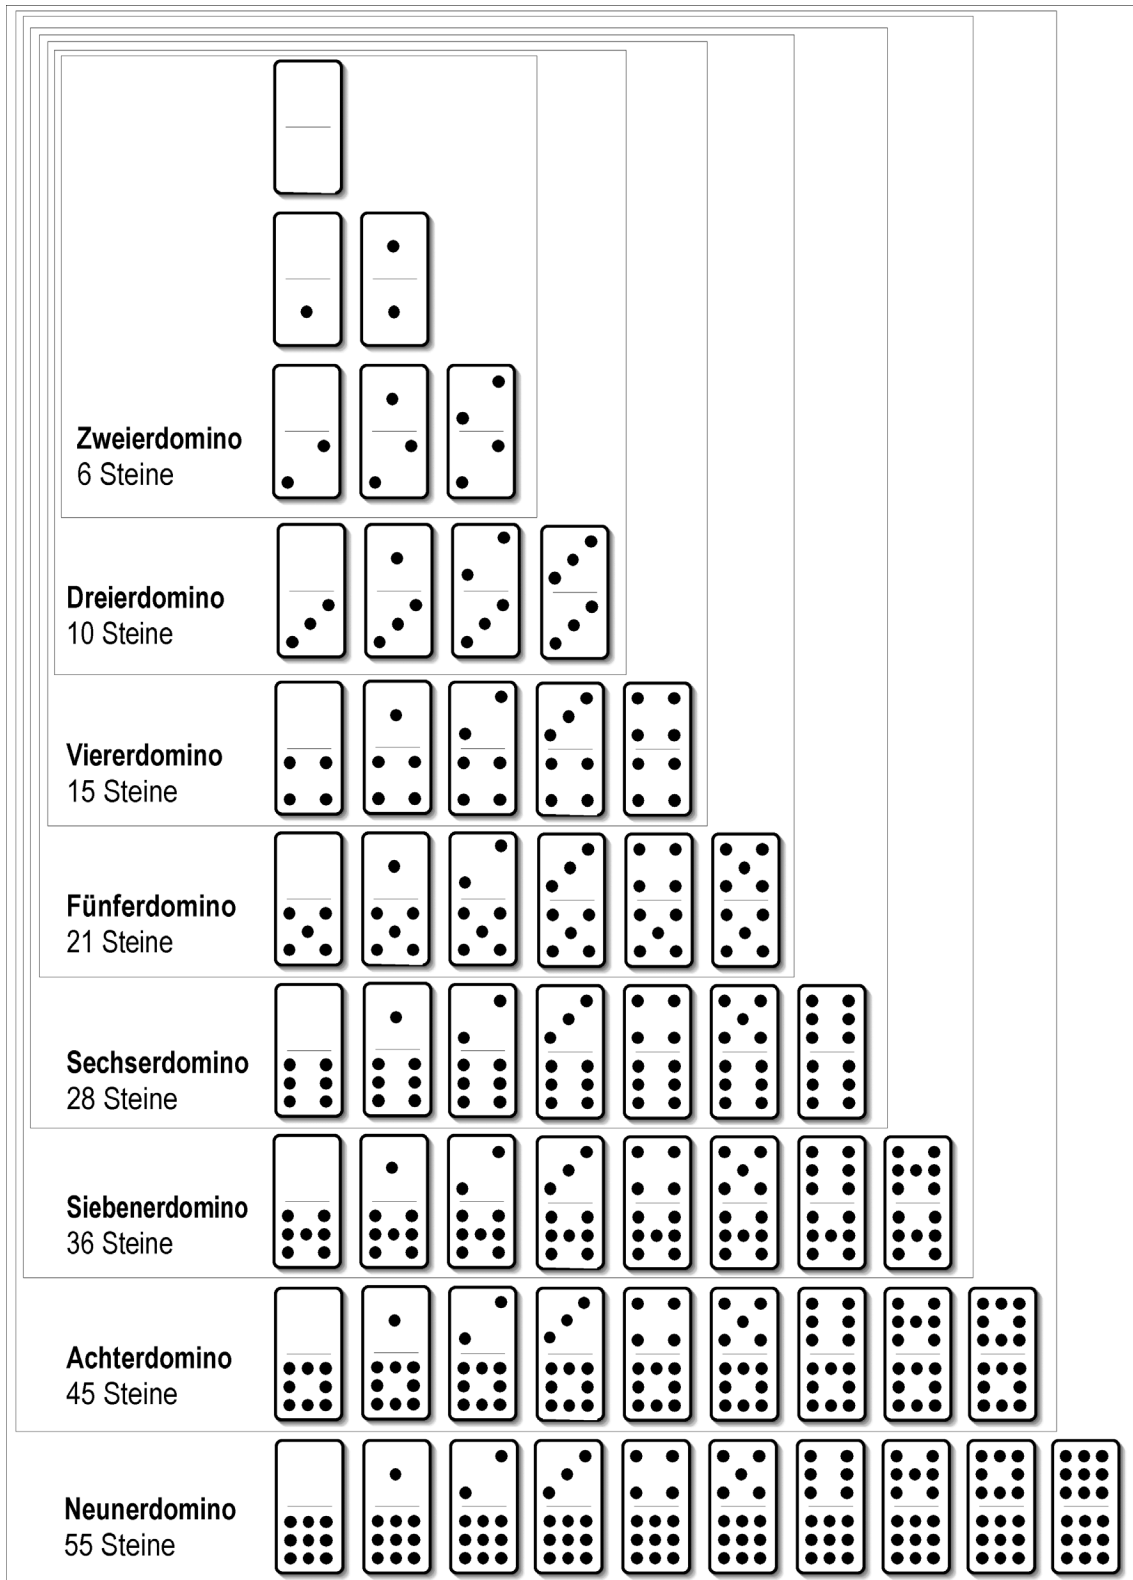 Zweierdomino
6 Steine
Dreierdomino
10 Steine
Viererdomino
15 Steine
Fünferdomino
21 Steine
Sechserdomino
28 Steine
Siebenerdomino
36 Steine
Achterdomino
45 Steine
Neunerdomino
55 Steine